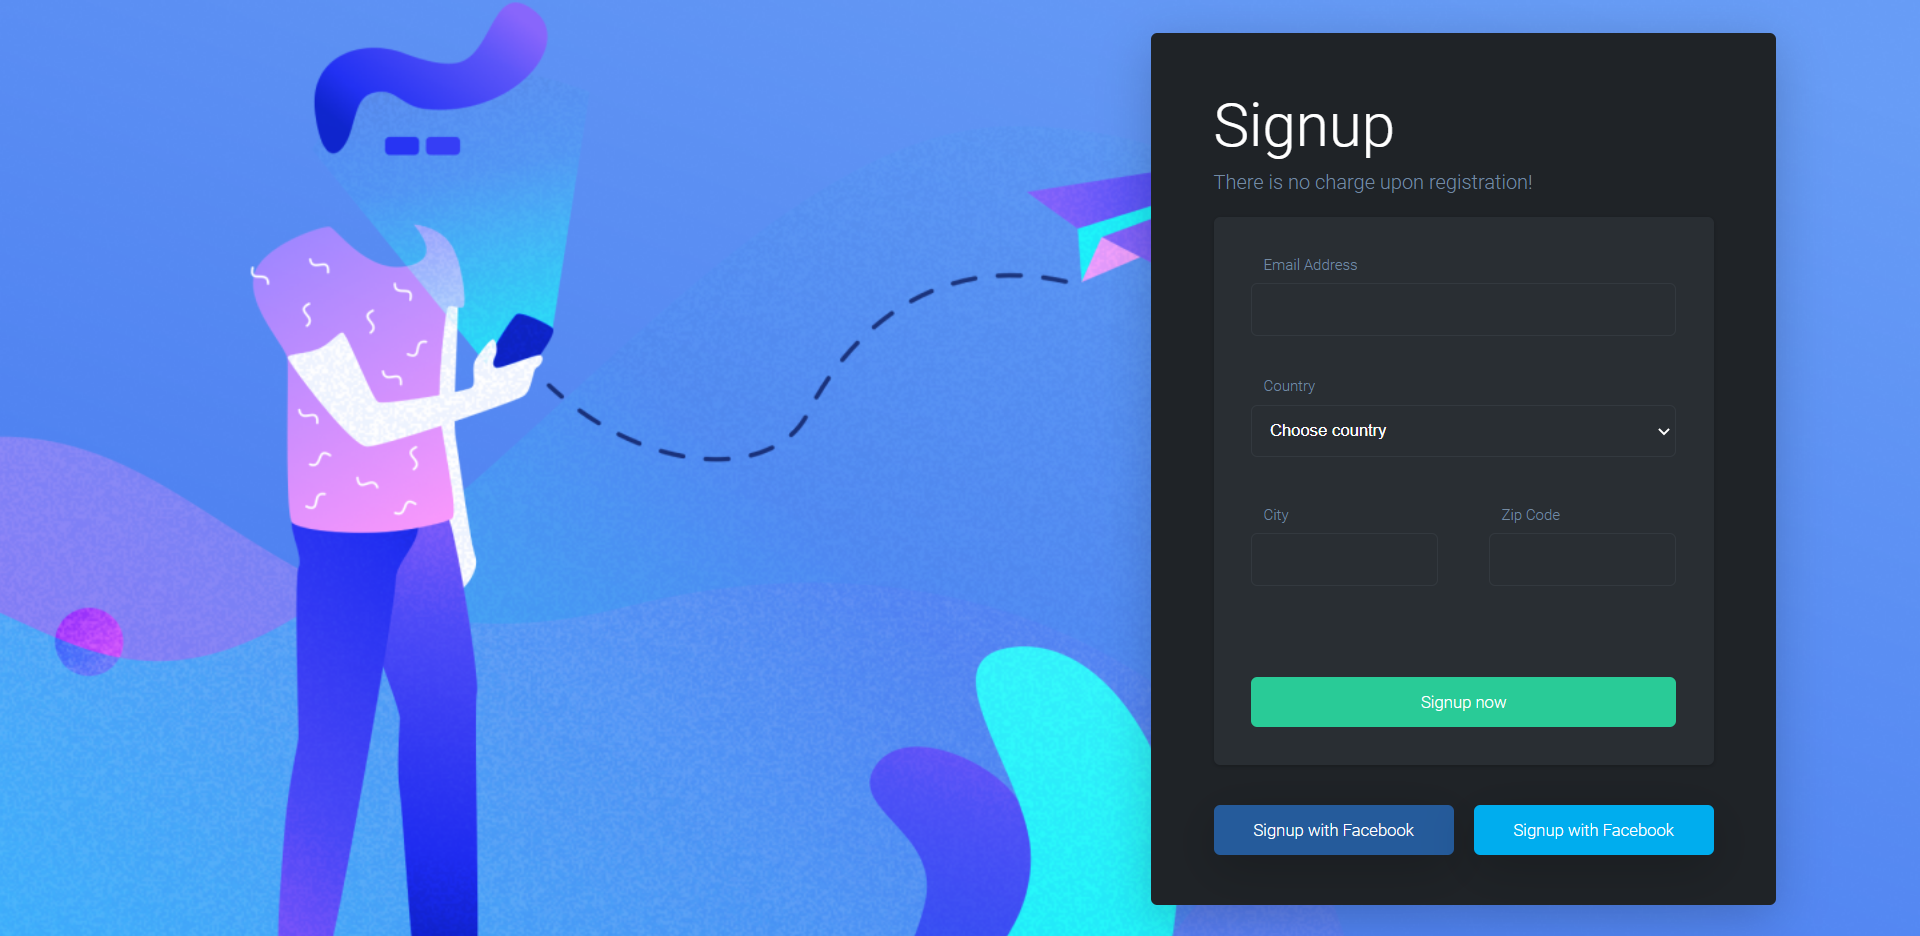 Signup
There is no charge upon registration!
Email Address
Country
Choose country
City Zip Code
Signup now
Signup with Facebook Signup with Facebook